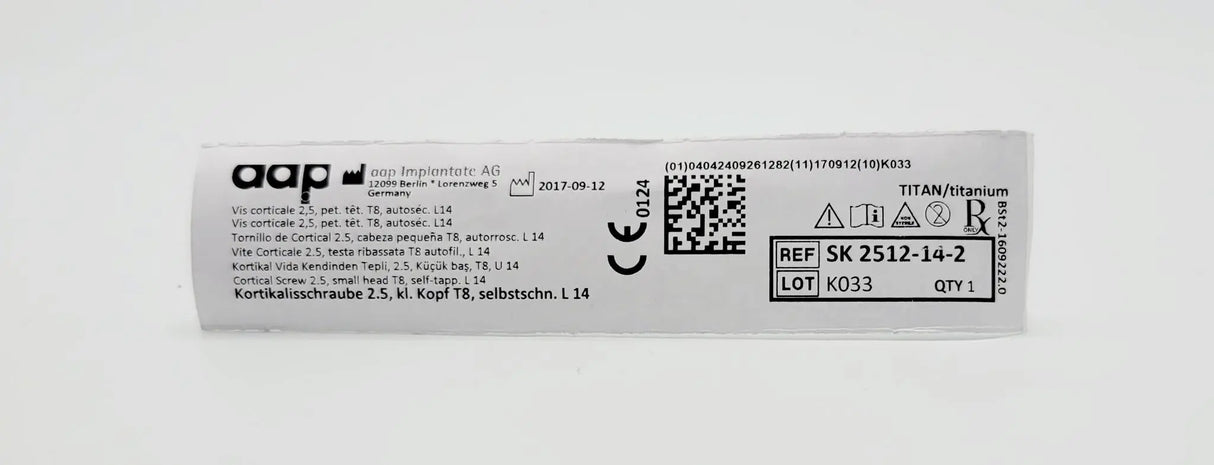 aap
aap Implantate AG
12099 Berlin * Lorenzweg 5
Germany
2017-09-12
Vis corticale 2,5, pet. têt. T8, autoséc. L14
Vis corticale 2,5, pet. têt. T8, autoséc. L14
Tornillo de Cortical 2.5, cabeza pequeña T8, autorrosc. L 14
Vite Corticale 2.5, testa ribassata T8 autofil., L 14
Kortikal Vida Kendinden Tepli, 2.5, Küçük baş, T8, U 14
Cortical Screw 2.5, small head T8, self-tapp. L 14
Kortikalisschraube 2.5, kl. Kopf T8, selbstschn. L 14
CE 0124
(01)04042409261282(11)170912(10)K033
TITAN/titanium
NON STERILE
2
Rx ONLY
REF SK 2512-14-2
LOT K033 QTY 1
BS12-1609222.0